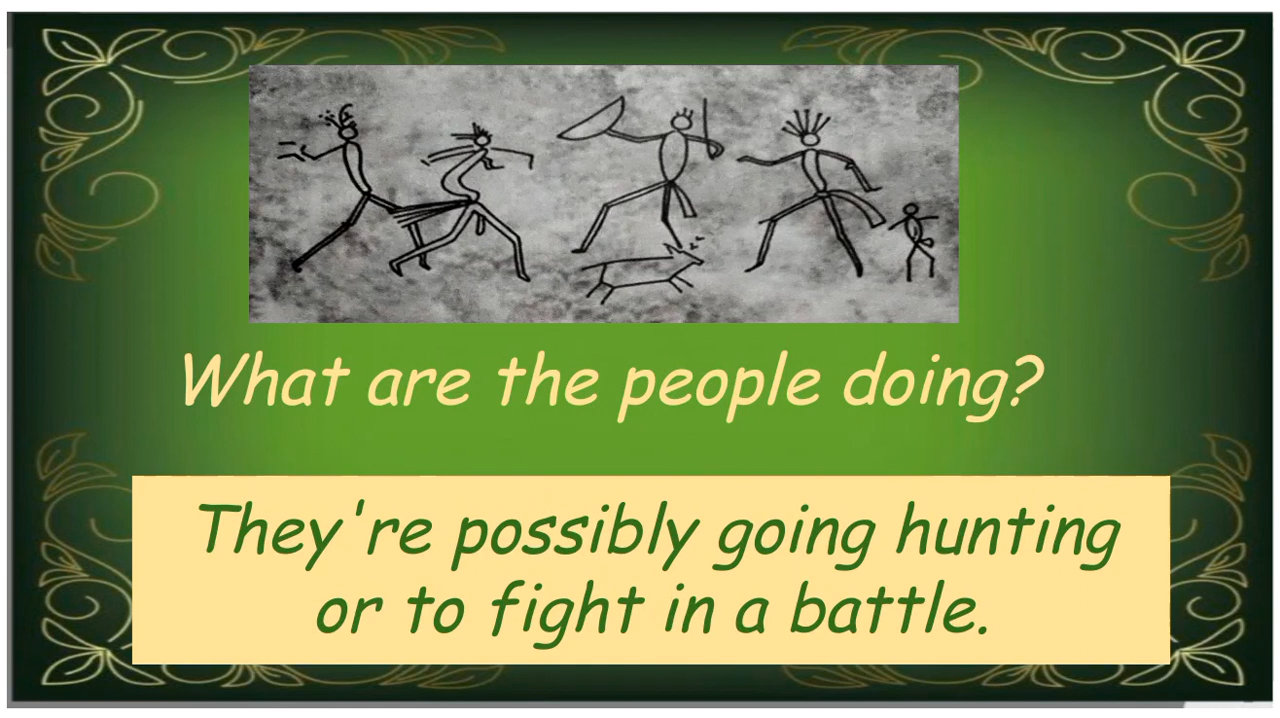 What are the people doing?
They're possibly going hunting
or to fight in a battle.